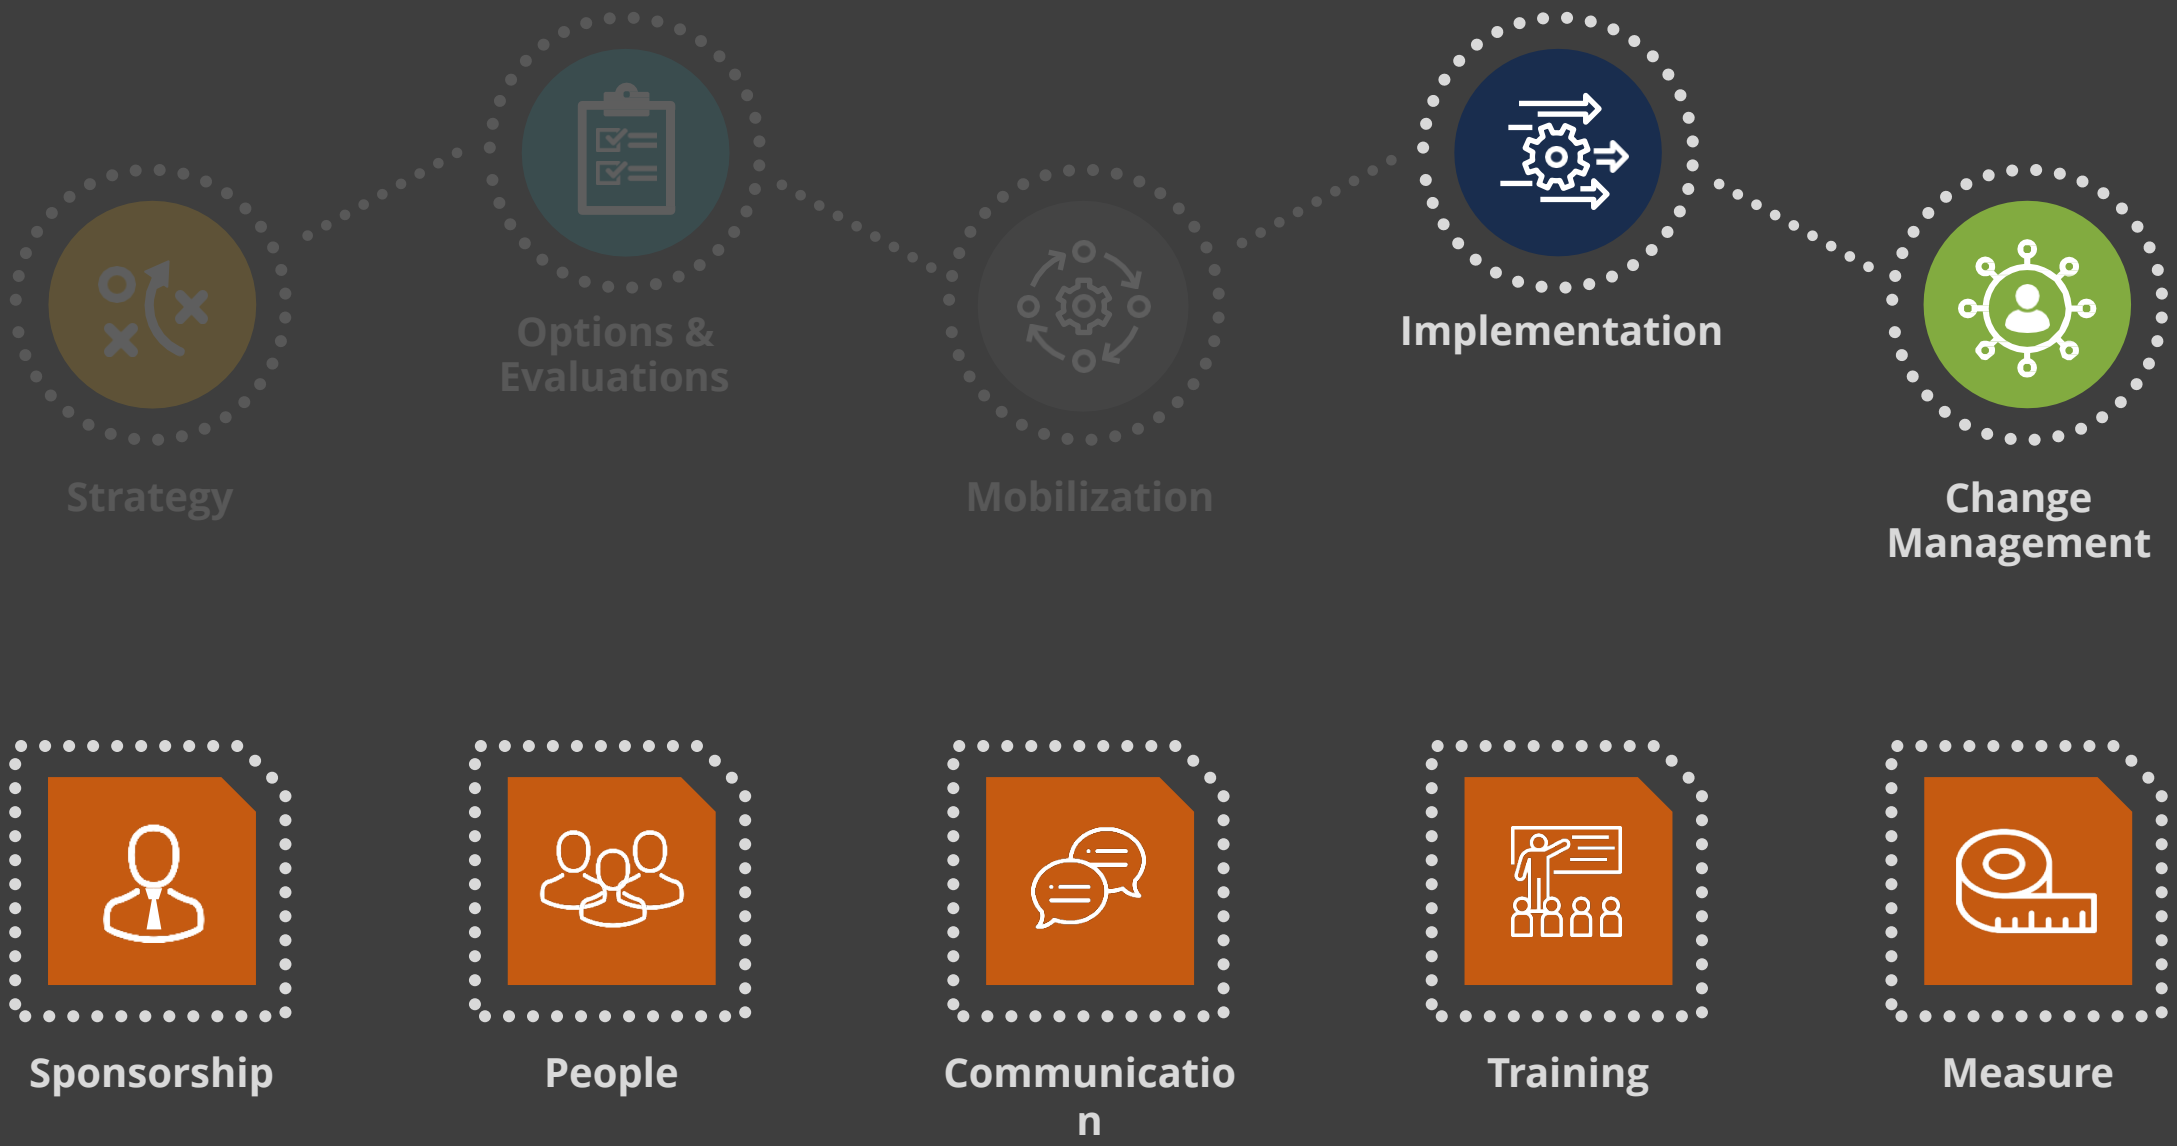 Strategy
Options &
Evaluations
Mobilization
Implementation
Change
Management
Sponsorship
People
Communicatio
n
Training
Measure